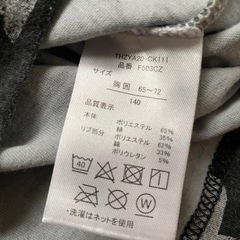 THZYA20-CK111
品番 F503CZ
サイズ
胸囲 65~72
140
品質表示
本体 ポリエステル 65%
綿 35%
リブ部分 ポリエステル 62%
綿 33%
ポリウレタン 5%
40
・洗濯はネットを使用